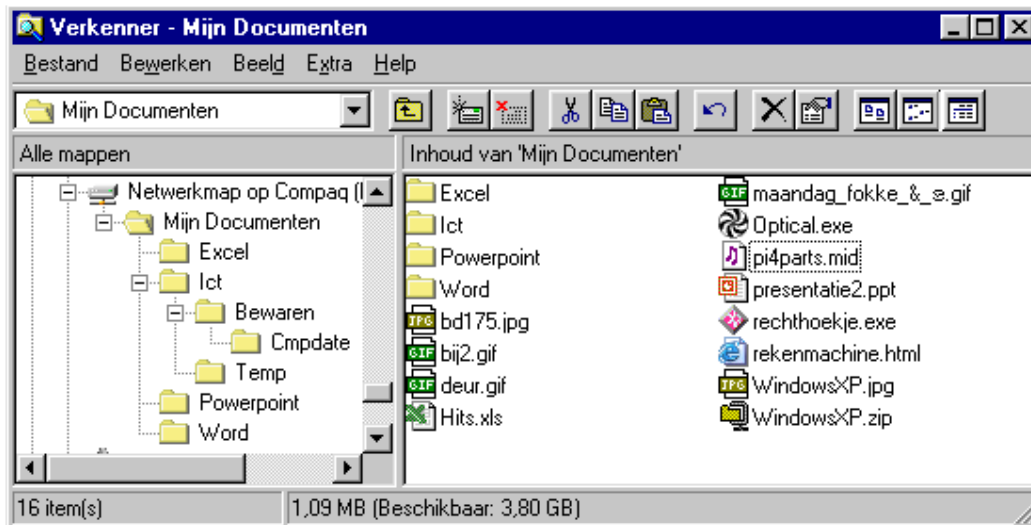 Verkenner - Mijn Documenten
Bestand Bewerken Beeld Extra Help
Mijn Documenten
Alle mappen
Inhoud van 'Mijn Documenten'
Netwerkmap op Compaq (I
Mijn Documenten
Excel
Ict
Bewaren
Cmpdate
Temp
Powerpoint
Word
Excel
Ict
Powerpoint
Word
bd175.jpg
bij2.gif
deur.gif
Hits.xls
maandag_fokke_&_s.gif
Optical.exe
pi4parts.mid
presentatie2.ppt
rechthoekje.exe
rekenmachine.html
WindowsXP.jpg
WindowsXP.zip
16 item(s)
1,09 MB (Beschikbaar: 3,80 GB)